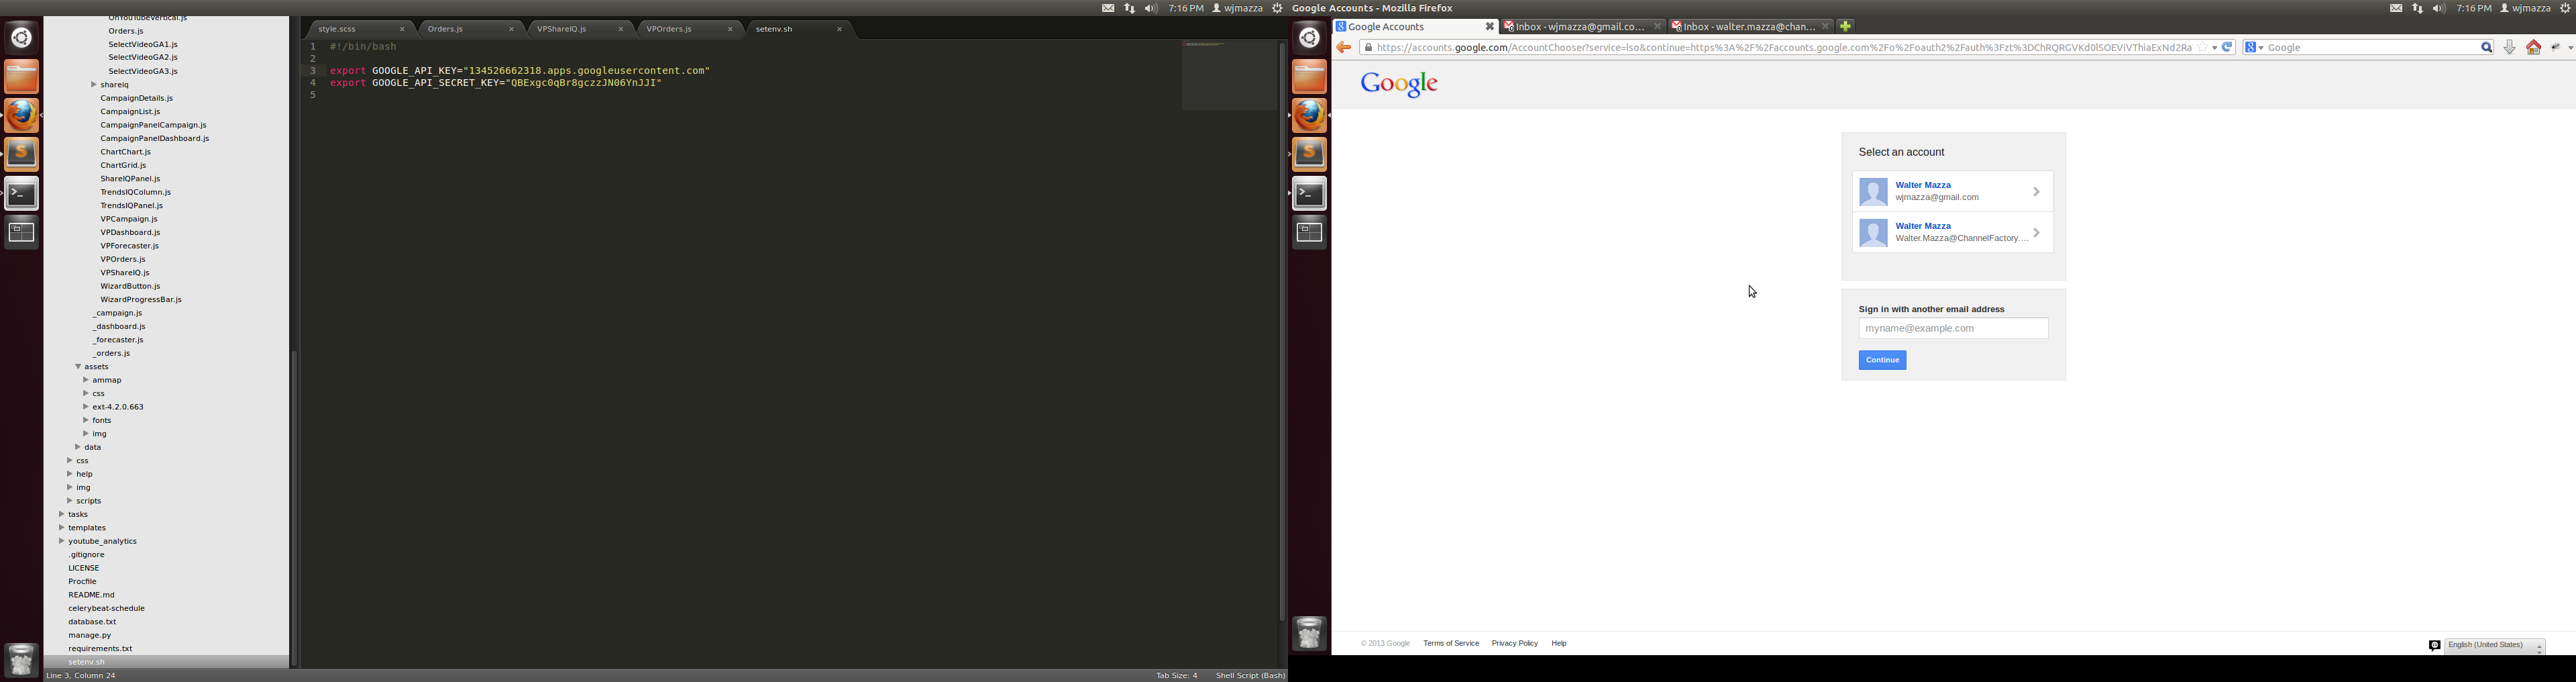 7:16 PM wjmazza
Google Accounts - Mozilla Firefox
7:16 PM wjmazza
OnYouTubeVertical.js
Orders.js
SelectVideoGA1.js
SelectVideoGA2.js
SelectVideoGA3.js
shareiq
CampaignDetails.js
CampaignList.js
CampaignPanelCampaign.js
CampaignPanelDashboard.js
ChartChart.js
ChartGrid.js
ShareIQPanel.js
TrendsIQColumn.js
TrendsIQPanel.js
VPCampaign.js
VPDashboard.js
VPForecaster.js
VPOrders.js
VPShareIQ.js
WizardButton.js
WizardProgressBar.js
_campaign.js
_dashboard.js
_forecaster.js
_orders.js
assets
ammap
css
ext-4.2.0.663
fonts
img
data
css
help
img
scripts
tasks
templates
youtube_analytics
.gitignore
LICENSE
Procfile
README.md
celerybeat-schedule
database.txt
manage.py
requirements.txt
setenv.sh
style.scss
Orders.js
VPShareIQ.js
VPOrders.js
setenv.sh
1 #!/bin/bash
2
3 export GOOGLE_API_KEY="134526662318.apps.googleusercontent.com"
4 export GOOGLE_API_SECRET_KEY="QBExgc0qBr8gczzJN06YnJJI"
5
Line 3, Column 24
Tab Size: 4
Shell Script (Bash)
Google Accounts
Inbox - wjmazza@gmail.co...
Inbox - walter.mazza@chan...
https://accounts.google.com/AccountChooser?service=lso&continue=https%3A%2F%2Faccounts.google.com%2Fo%2Foauth2%2Fauth%3Fzt%3DChRQRGVKd0lSOEViVThiaExNd2Ra
Google
Google
Select an account
Walter Mazza
wjmazza@gmail.com
Walter Mazza
Walter.Mazza@ChannelFactory....
Sign in with another email address
myname@example.com
Continue
© 2013 Google Terms of Service Privacy Policy Help
English (United States)